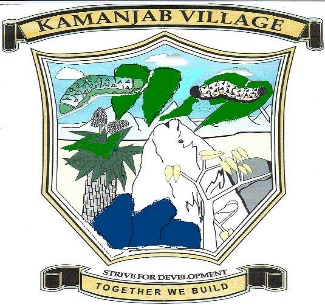 KAMANJAB VILLAGE
STRIVE FOR DEVELOPMENT
TOGETHER WE BUILD